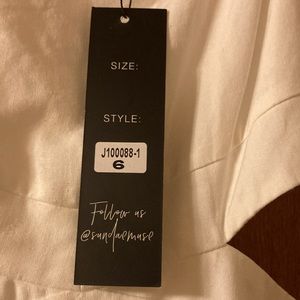 SIZE:
STYLE:
J100088-1
6
Follow us
@sundaemuse